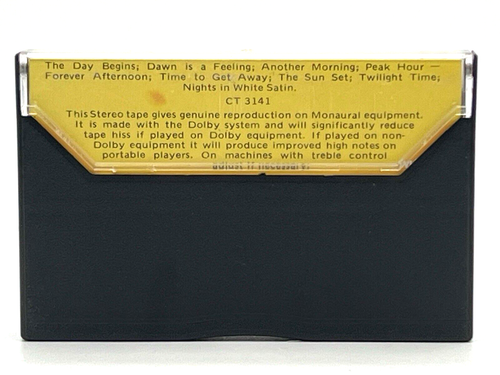 The Day Begins; Dawn is a Feeling; Another Morning; Peak Hour —
Forever Afternoon; Time to Get Away; The Sun Set; Twilight Time;
Nights in White Satin.
CT 3141
This Stereo tape gives genuine reproduction on Monaural equipment.
It is made with the Dolby system and will significantly reduce
tape hiss if played on Dolby equipment. If played on non-
Dolby equipment it will produce improved high notes on
portable players. On machines with treble control
adjust if necessary.